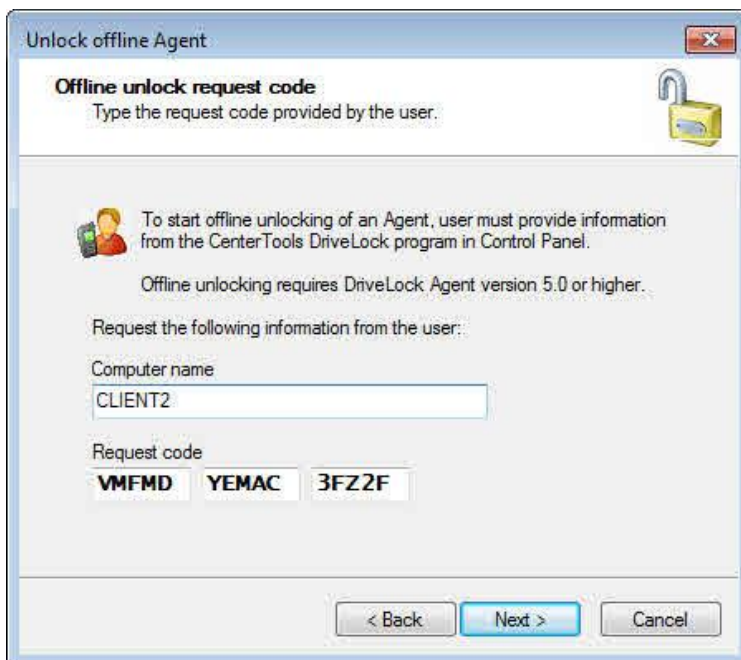 Unlock offline Agent
Offline unlock request code
Type the request code provided by the user.
To start offline unlocking of an Agent, user must provide information
from the CenterTools DriveLock program in Control Panel.
Offline unlocking requires DriveLock Agent version 5.0 or higher.
Request the following information from the user:
Computer name
CLIENT2
Request code
VMFMD YEMAC 3FZ2F
< Back Next > Cancel